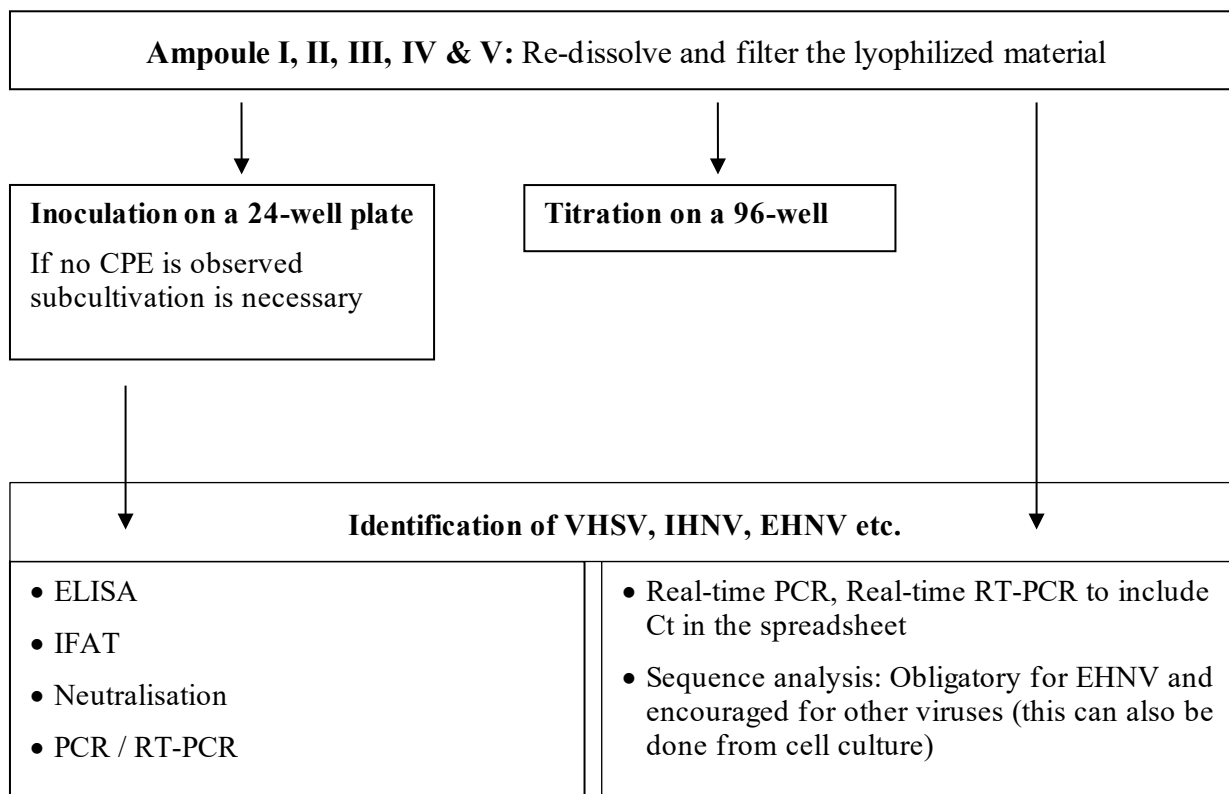 Ampoule I, II, III, IV & V: Re-dissolve and filter the lyophilized material
Inoculation on a 24-well plate
If no CPE is observed
subcultivation is necessary
Titration on a 96-well
Identification of VHSV, IHNV, EHNV etc.
• ELISA
• IFAT
• Neutralisation
• PCR / RT-PCR
• Real-time PCR, Real-time RT-PCR to include
Ct in the spreadsheet
• Sequence analysis: Obligatory for EHNV and
encouraged for other viruses (this can also be
done from cell culture)